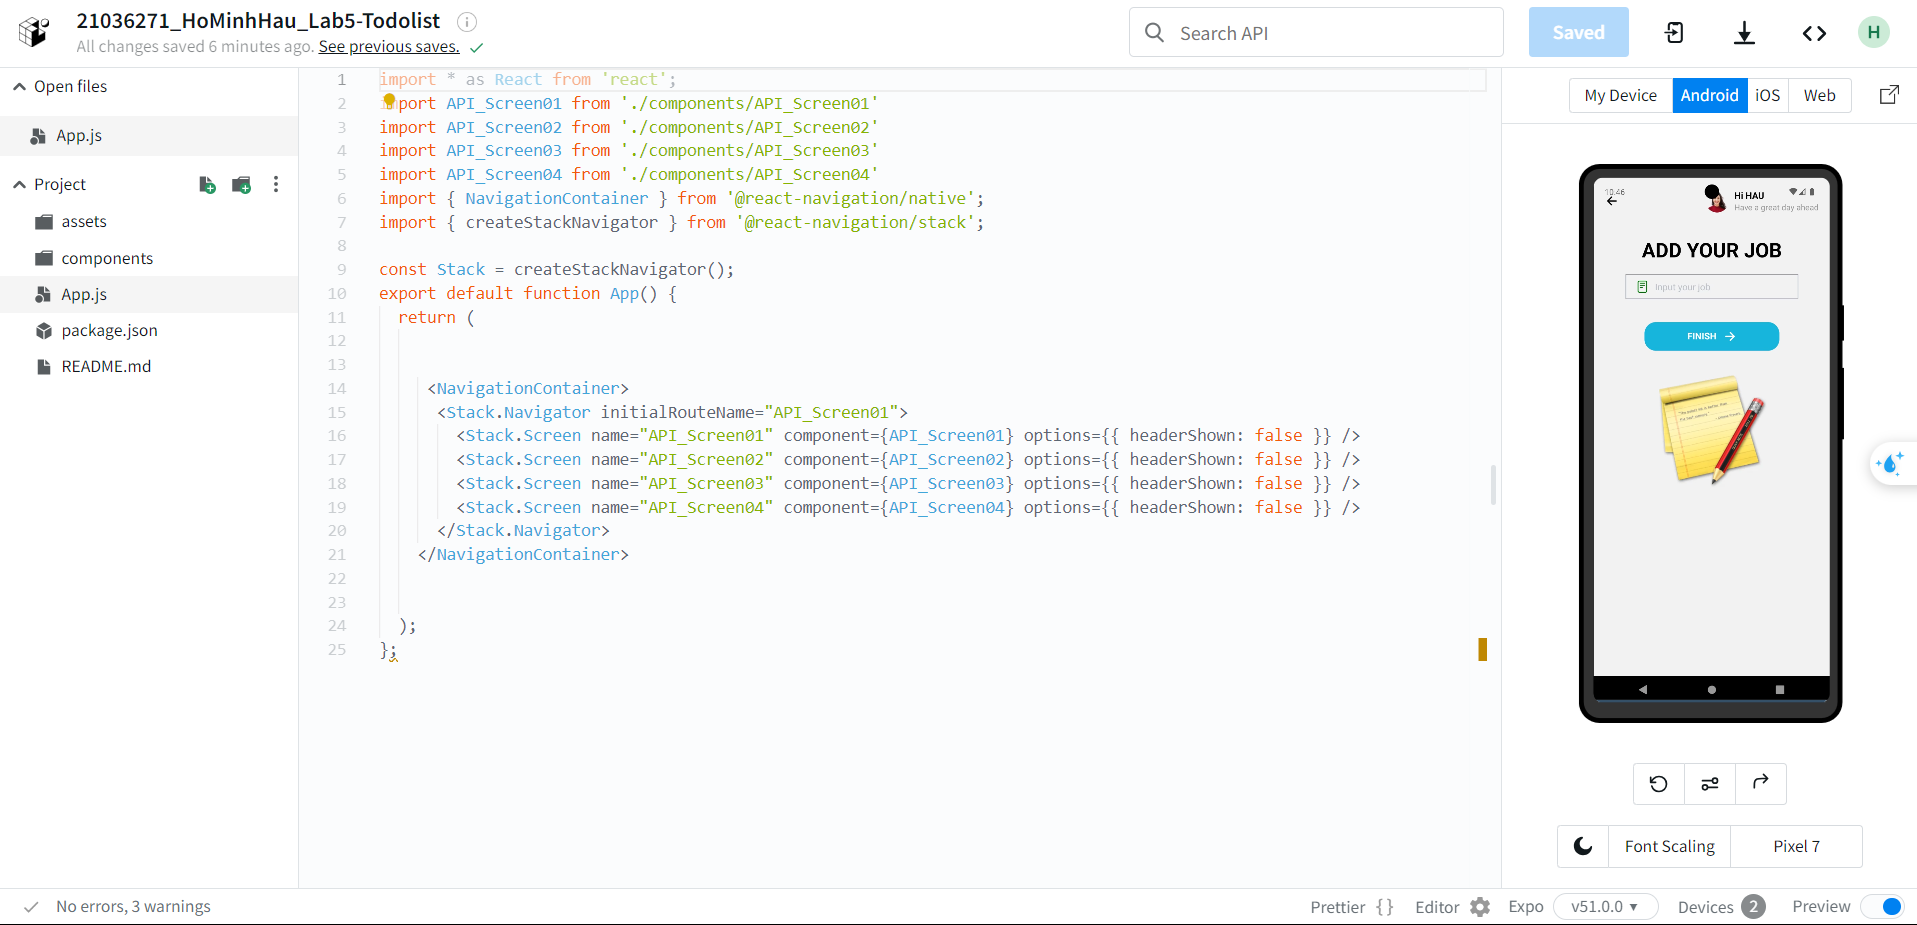 21036271_HoMinhHau_Lab5-Todolist
All changes saved 6 minutes ago. See previous saves.
Search API
Saved
H
Open files
App.js
Project
assets
components
App.js
package.json
README.md
1 import * as React from 'react';
2 import API_Screen01 from './components/API_Screen01'
3 import API_Screen02 from './components/API_Screen02'
4 import API_Screen03 from './components/API_Screen03'
5 import API_Screen04 from './components/API_Screen04'
6 import { NavigationContainer } from '@react-navigation/native';
7 import { createStackNavigator } from '@react-navigation/stack';
8
9 const Stack = createStackNavigator();
10 export default function App() {
11 return (
12
13
14 <NavigationContainer>
15 <Stack.Navigator initialRouteName="API_Screen01">
16 <Stack.Screen name="API_Screen01" component={API_Screen01} options={{ headerShown: false }} />
17 <Stack.Screen name="API_Screen02" component={API_Screen02} options={{ headerShown: false }} />
18 <Stack.Screen name="API_Screen03" component={API_Screen03} options={{ headerShown: false }} />
19 <Stack.Screen name="API_Screen04" component={API_Screen04} options={{ headerShown: false }} />
20 </Stack.Navigator>
21 </NavigationContainer>
22
23
24 );
25 };
My Device Android iOS Web
10:46
Hi HAU
Have a great day ahead
ADD YOUR JOB
Input your job
FINISH
Font Scaling Pixel 7
No errors, 3 warnings
Prettier {} Editor Expo v51.0.0 Devices 2 Preview